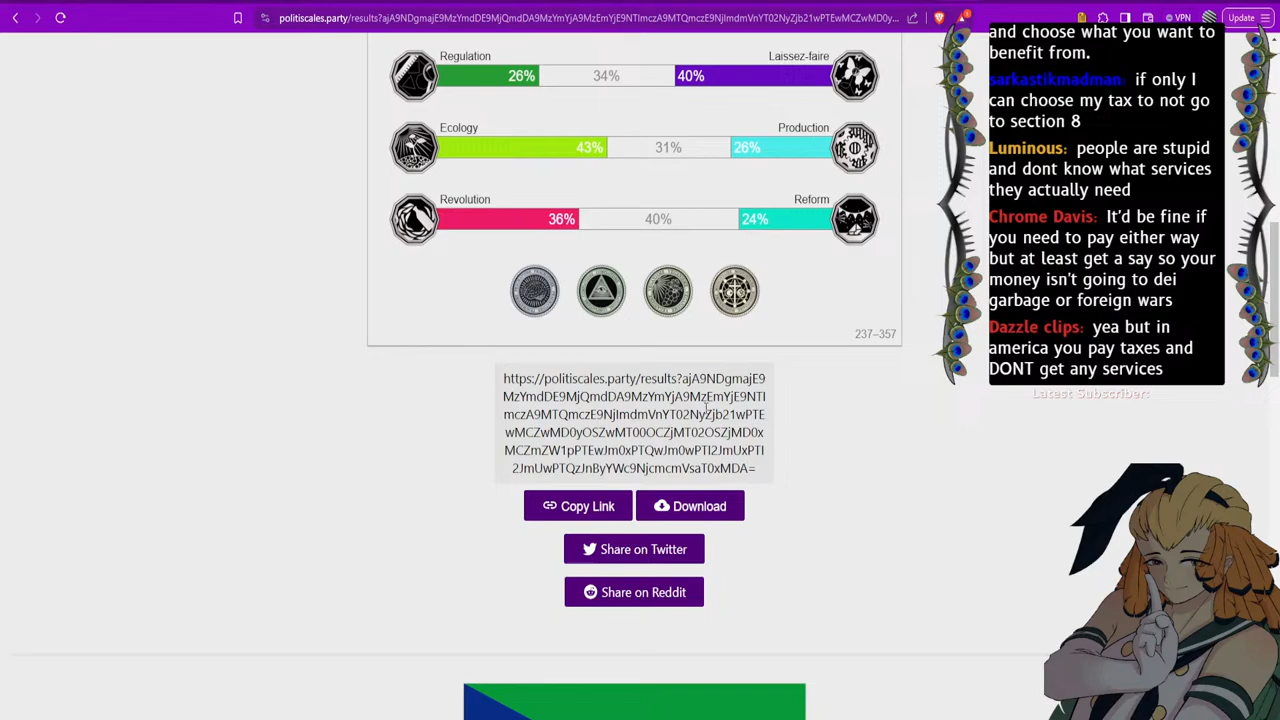 politiscales.party/results?ajA9NDgmajE9MzYmdDE9MjQmdDA9MzYmYjA9MzEmYjE9NTImczA9MTQmczE9NjImdmVnYT02NyZjb21wPTEwMCZwMD0y...
VPN
Update
Regulation
Laissez-faire
26%
34%
40%
Ecology
Production
43%
31%
26%
Revolution
Reform
36%
40%
24%
237–357
https://politiscales.party/results?ajA9NDgmajE9
MzYmdDE9MjQmdDA9MzYmYjA9MzEmYjE9NTI
mczA9MTQmczE9NjImdmVnYT02NyZjb21wPTE
wMCZwMD0yOSZwMT00OCZjMT02OSZjMD0x
MCZmZW1pPTEwJm0xPTQwJm0wPTI2JmUxPTI
2JmUwPTQzJnByYWc9NjcmcmVsaT0xMDA=
Copy Link
Download
Share on Twitter
Share on Reddit
and choose what you want to
benefit from.
sarkastikmadman: if only I
can choose my tax to not go
to section 8
Luminous: people are stupid
and dont know what services
they actually need
Chrome Davis: It'd be fine if
you need to pay either way
but at least get a say so your
money isn't going to dei
garbage or foreign wars
Dazzle clips: yea but in
america you pay taxes and
DONT get any services
Latest Subscriber: